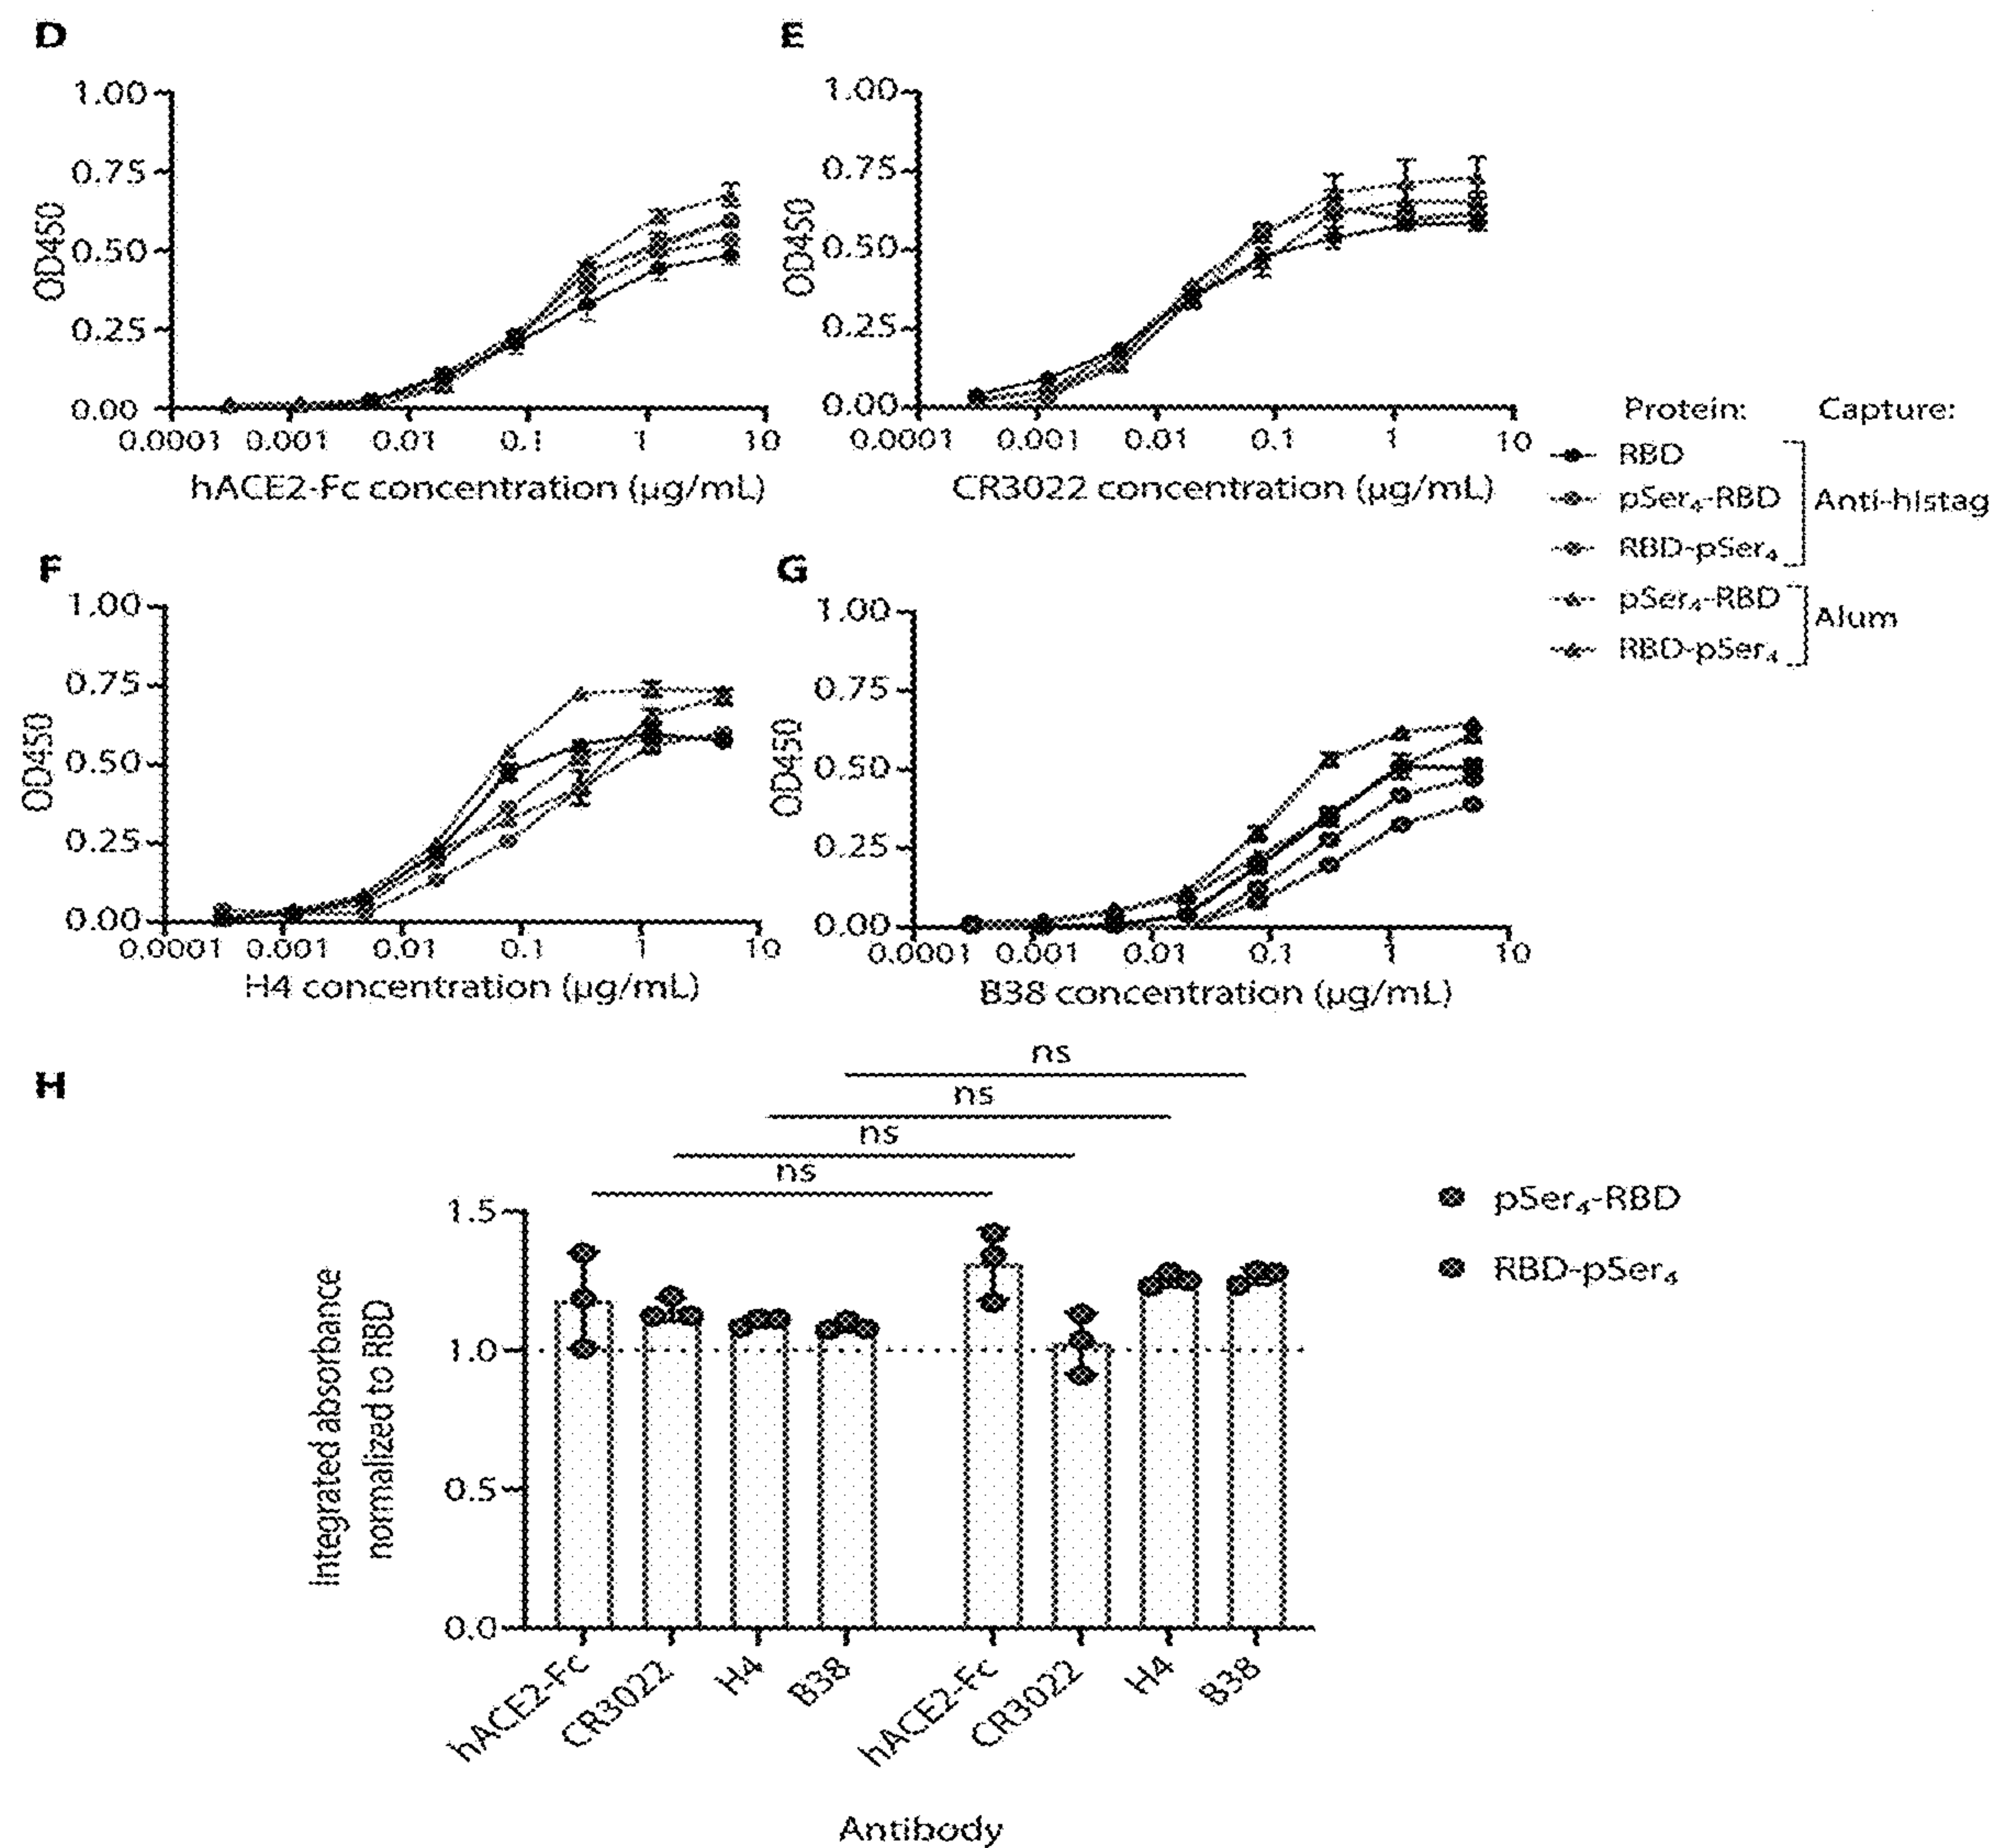 D
1.00
0.75
0.50
0.25
0.00
OD450
0.0001 0.001 0.01 0.1 1 10
hACE2-Fc concentration (µg/mL)
E
1.00
0.75
0.50
0.25
0.00
OD450
0.0001 0.001 0.01 0.1 1 10
CR3022 concentration (µg/mL)
Protein: Capture:
RBD
pSer₄-RBD
RBD-pSer₄
Anti-histag
pSer₄-RBD
RBD-pSer₄
Alum
F
1.00
0.75
0.50
0.25
0.00
OD450
0.0001 0.001 0.01 0.1 1 10
H4 concentration (µg/mL)
G
1.00
0.75
0.50
0.25
0.00
OD450
0.0001 0.001 0.01 0.1 1 10
B38 concentration (µg/mL)
H
ns
ns
ns
ns
1.5
1.0
0.5
0.0
Integrated absorbance
normalized to RBD
pSer₄-RBD
RBD-pSer₄
hACE2-Fc CR3022 H4 B38 hACE2-Fc CR3022 H4 B38
Antibody